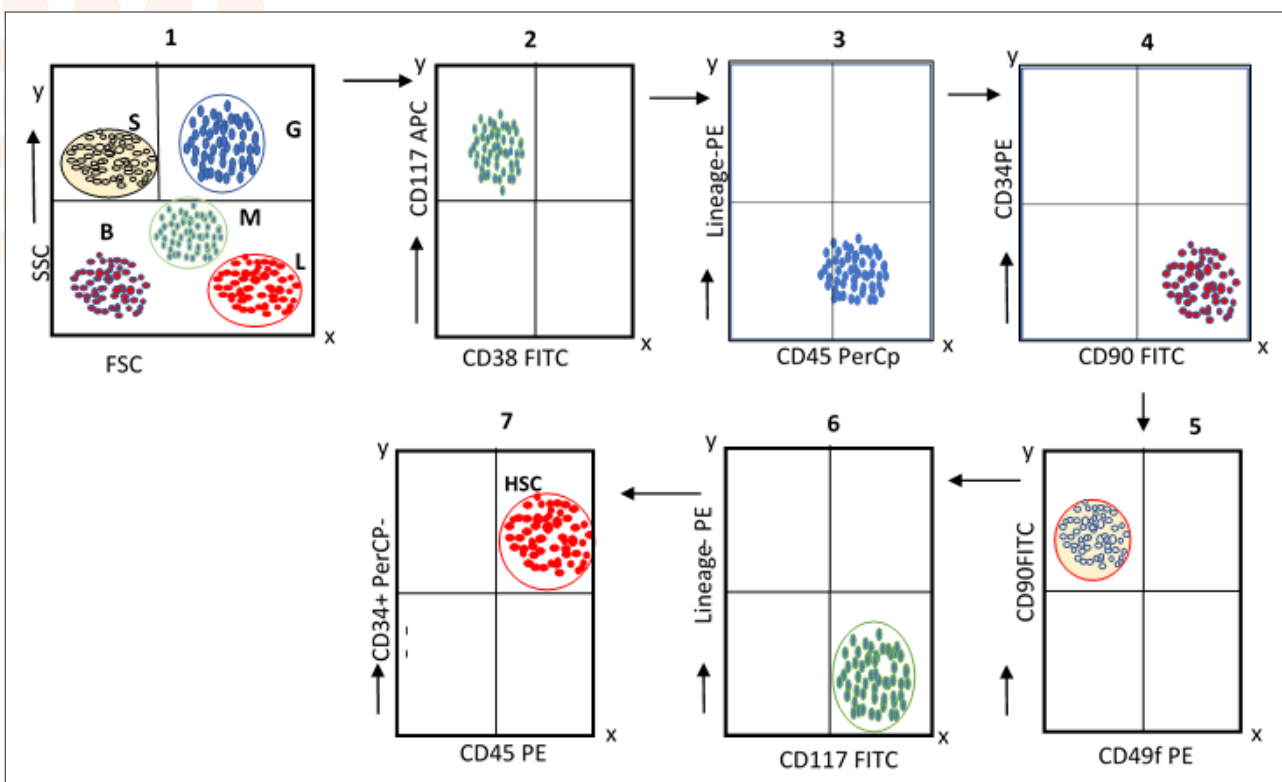 1
y
S
G
M
B
L
SSC
x
FSC
2
y
CD117 APC
x
CD38 FITC
3
y
Lineage-PE
x
CD45 PerCp
4
y
CD34PE
x
CD90 FITC
5
y
CD90FITC
x
CD49f PE
6
y
Lineage- PE
x
CD117 FITC
7
y
HSC
CD34+ PerCP-
x
CD45 PE